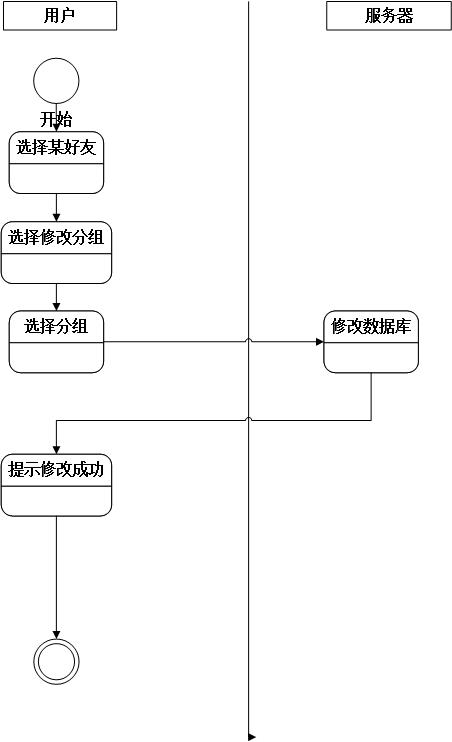 用户
服务器
开始
选择某好友
选择修改分组
选择分组
修改数据库
提示修改成功